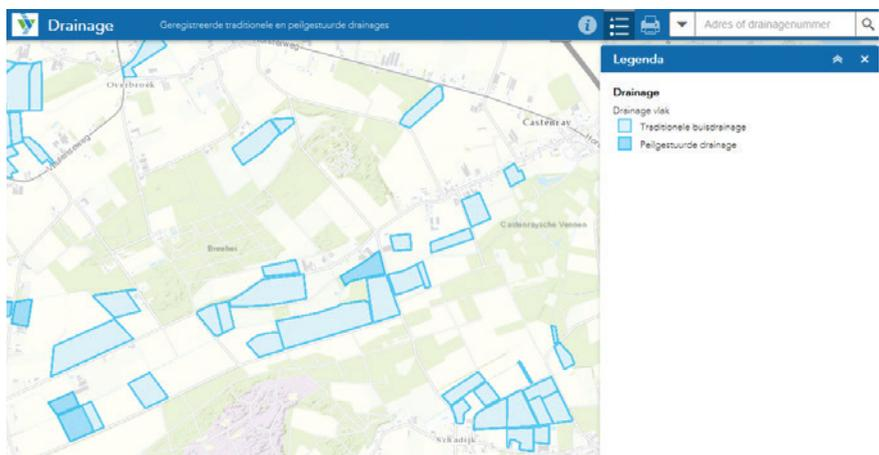 Drainage
Geregistreerde traditionele en peilgestuurde drainages
Adres of drainagenummer
Legenda
Drainage
Drainage vlak
Traditionele buisdrainage
Peilgestuurde drainage
Overbroek
Castenray
Castenraysche Vennen
Breehei
Schadijk